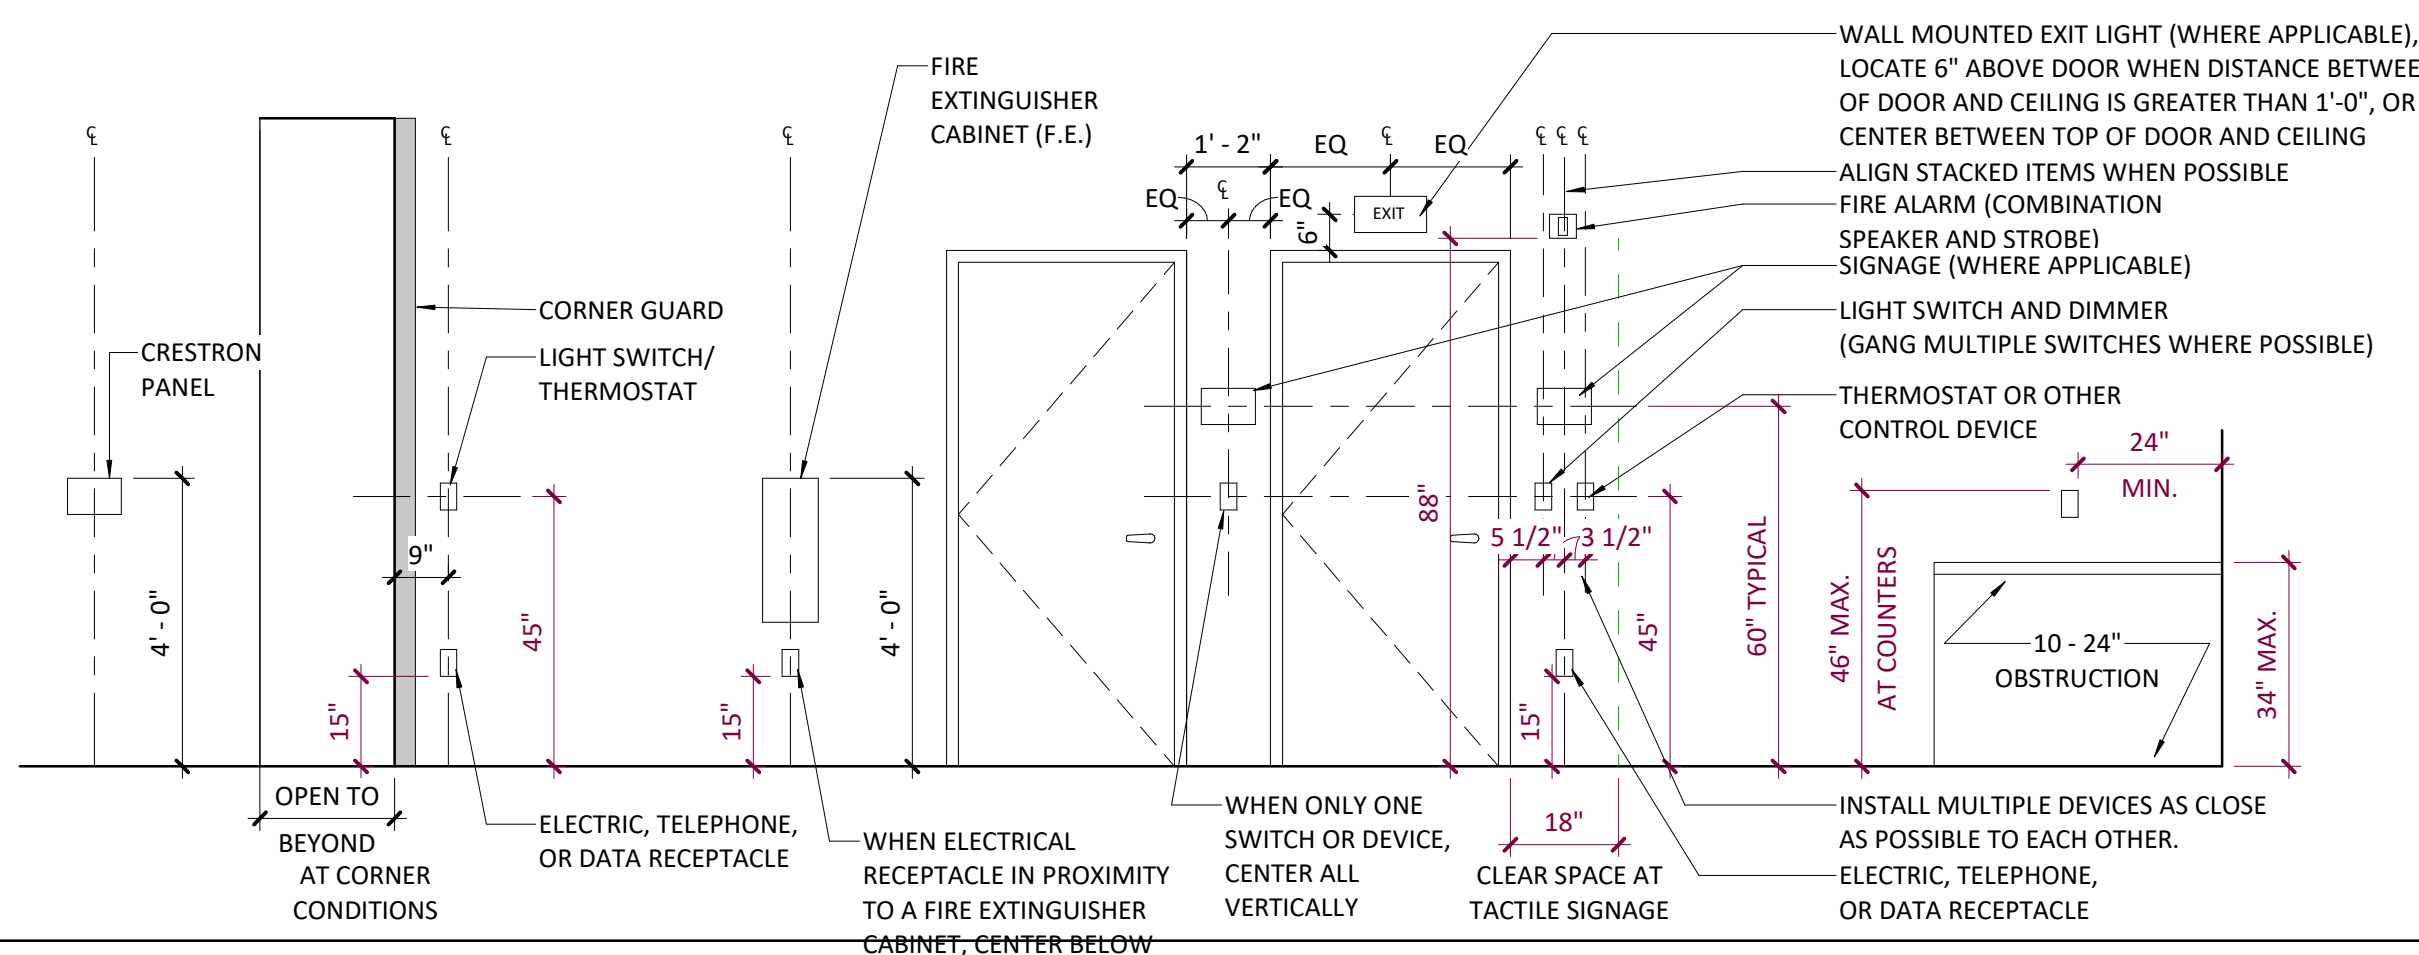 WALL MOUNTED EXIT LIGHT (WHERE APPLICABLE),
LOCATE 6" ABOVE DOOR WHEN DISTANCE
OF DOOR AND CEILING IS GREATER THAN 1'-0", OR
CENTER BETWEEN TOP OF DOOR AND CEILING
ALIGN STACKED ITEMS WHEN POSSIBLE
FIRE ALARM (COMBINATION
SPEAKER AND STROBE)
SIGNAGE (WHERE APPLICABLE)
LIGHT SWITCH AND DIMMER
(GANG MULTIPLE SWITCHES WHERE POSSIBLE)
THERMOSTAT OR OTHER
CONTROL DEVICE
FIRE
EXTINGUISHER
CABINET (F.E.)
℄
℄
℄
1' - 2"
EQ
℄
EQ
℄ ℄ ℄
EQ
℄
EQ
EXIT
6"
CORNER GUARD
LIGHT SWITCH/
THERMOSTAT
CRESTRON
PANEL
9"
4' - 0"
15"
45"
15"
4' - 0"
88"
5 1/2"
3 1/2"
15"
45"
60" TYPICAL
46" MAX.
AT COUNTERS
24"
MIN.
10 - 24"
OBSTRUCTION
34" MAX.
OPEN TO
BEYOND
AT CORNER
CONDITIONS
ELECTRIC, TELEPHONE,
OR DATA RECEPTACLE
WHEN ELECTRICAL
RECEPTACLE IN PROXIMITY
TO A FIRE EXTINGUISHER
CABINET, CENTER BELOW
WHEN ONLY ONE
SWITCH OR DEVICE,
CENTER ALL
VERTICALLY
18"
CLEAR SPACE AT
TACTILE SIGNAGE
INSTALL MULTIPLE DEVICES AS CLOSE
AS POSSIBLE TO EACH OTHER.
ELECTRIC, TELEPHONE,
OR DATA RECEPTACLE